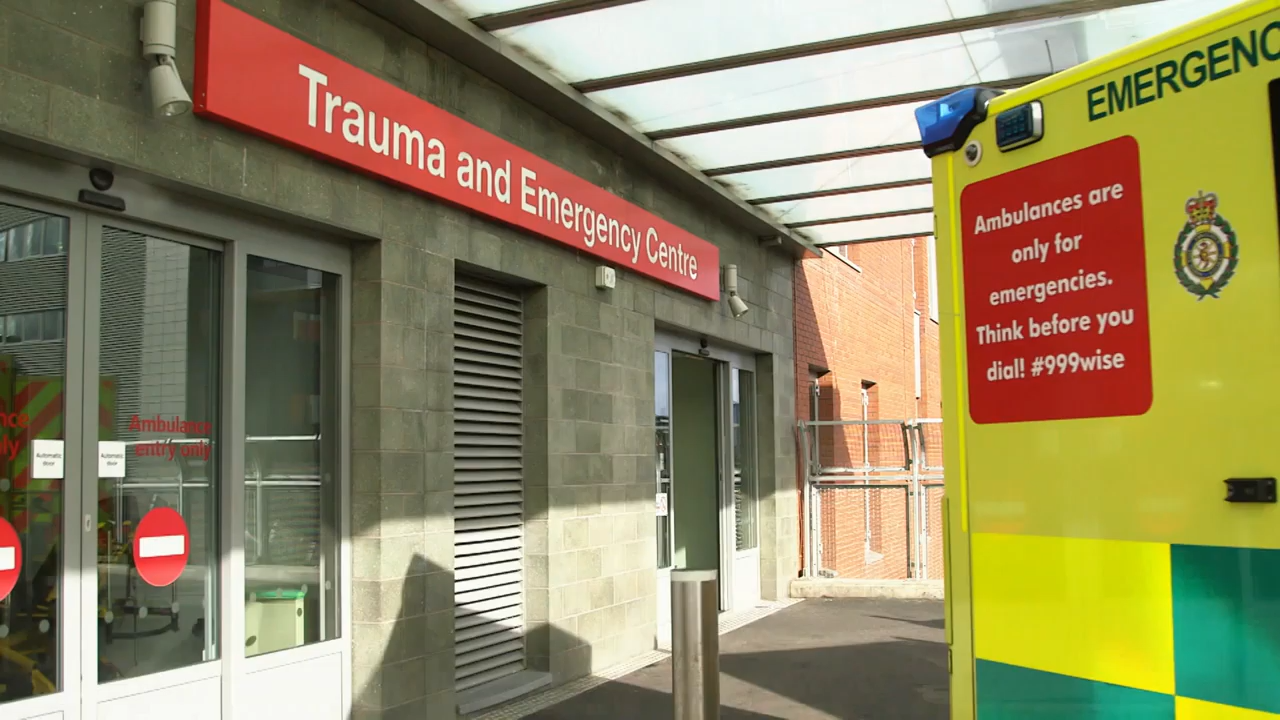 Trauma and Emergency Centre
EMERGENC
Ambulances are
only for
emergencies.
Think before you
dial! #999wise
Ambulance
entry only
Automatic
door
Automatic
door